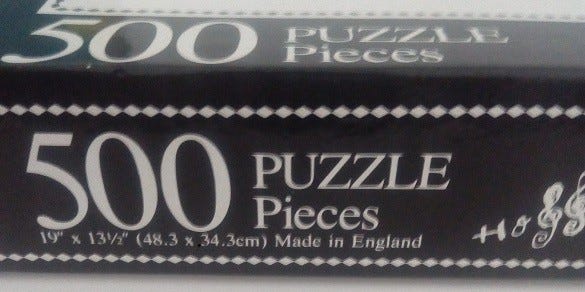 500 PUZZLE
Pieces
500 PUZZLE
Pieces
19" x 13½" (48.3 x 34.3cm) Made in England